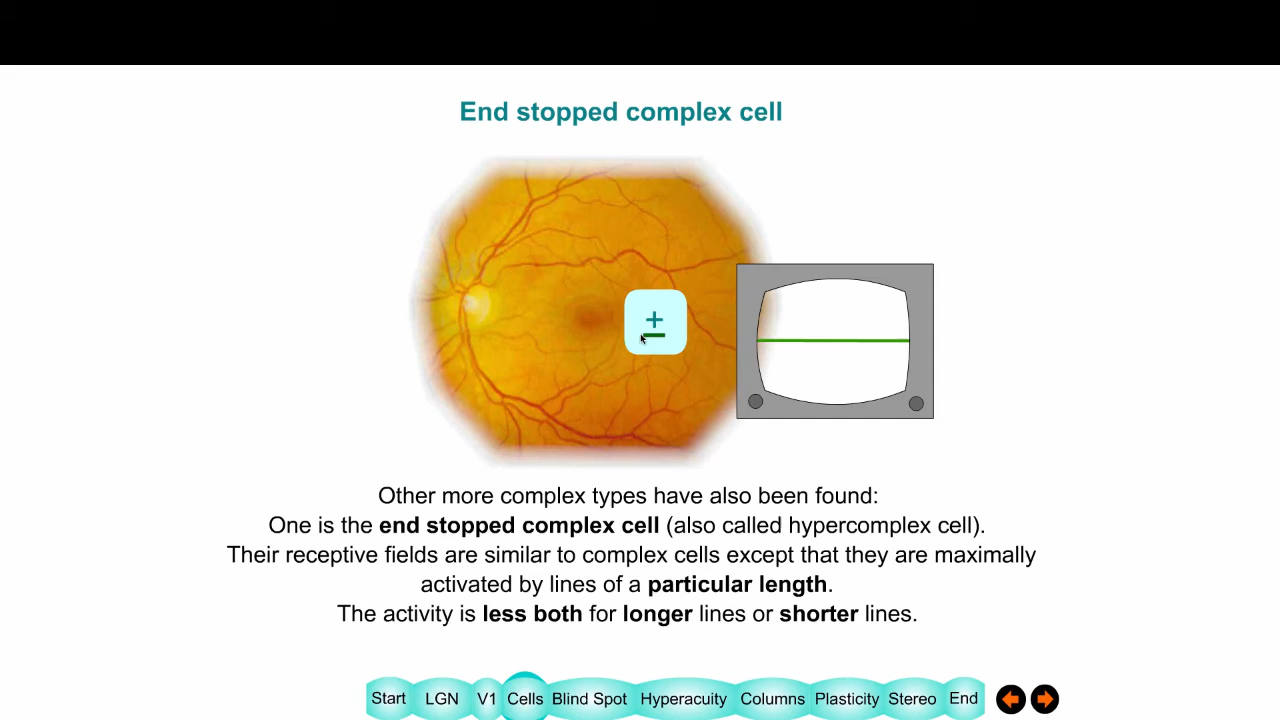 End stopped complex cell
+
Other more complex types have also been found:
One is the end stopped complex cell (also called hypercomplex cell).
Their receptive fields are similar to complex cells except that they are maximally
activated by lines of a particular length.
The activity is less both for longer lines or shorter lines.
Start LGN V1 Cells Blind Spot Hyperacuity Columns Plasticity Stereo End